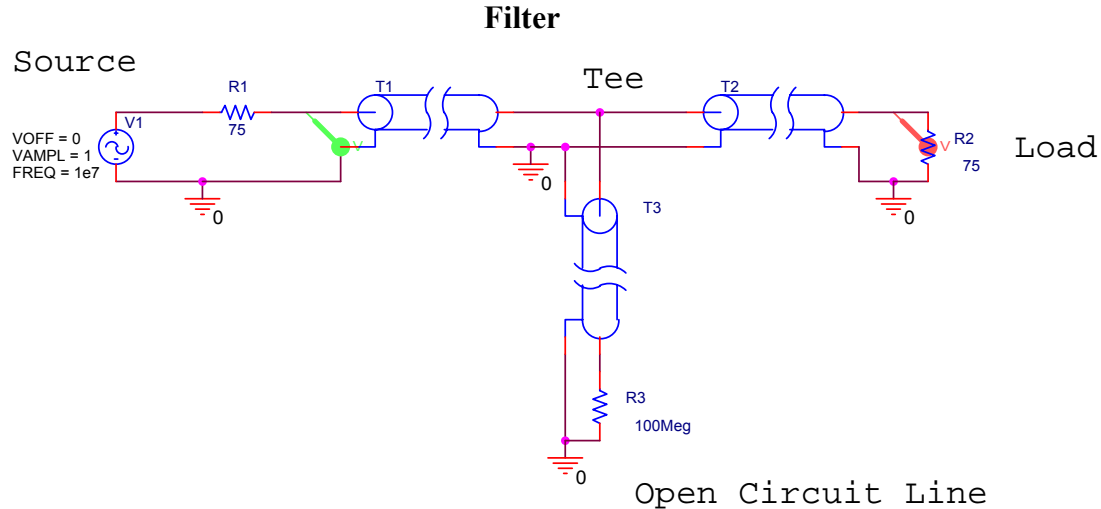 Filter
Source
Tee
R1
T1
T2
V1
75
V
R2
V
75
VOFF = 0
VAMPL = 1
FREQ = 1e7
Load
0
0
0
T3
R3
100Meg
0
Open Circuit Line